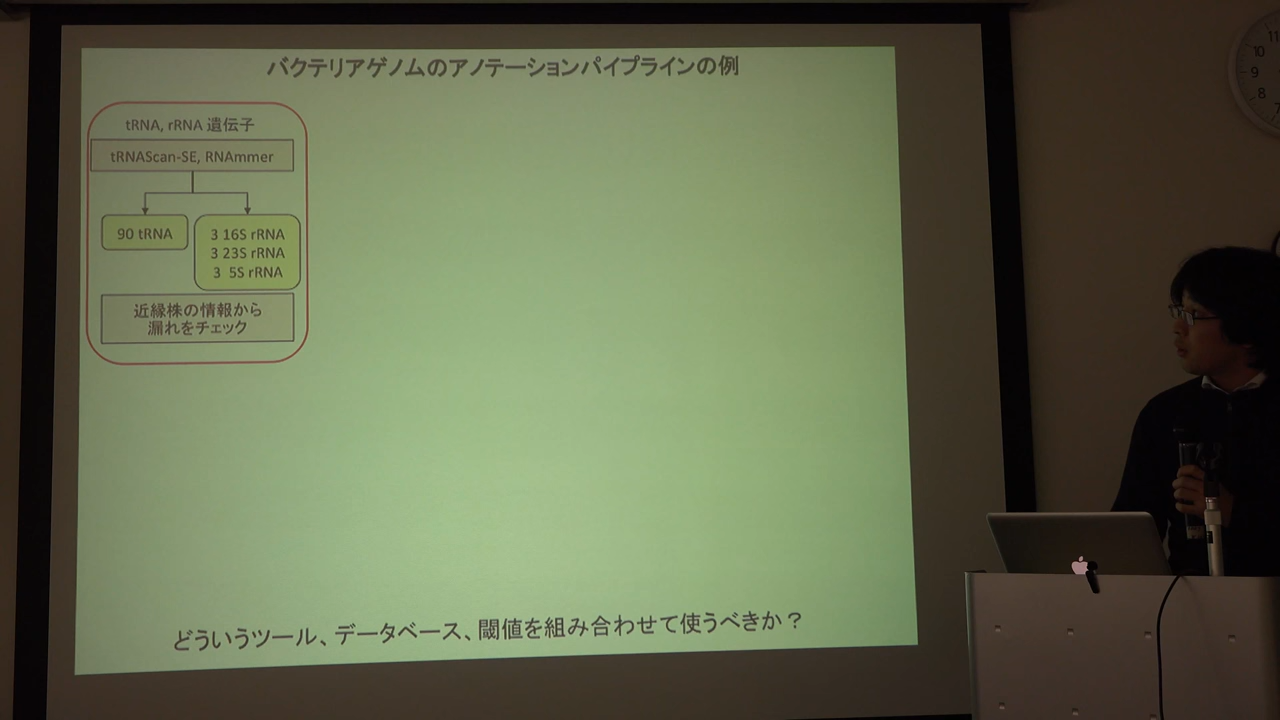 バクテリアゲノムのアノテーションパイプラインの例
tRNA, rRNA 遺伝子
tRNAScan-SE, RNAmmer
90 tRNA
3 16S rRNA
3 23S rRNA
3 5S rRNA
近縁株の情報から
漏れをチェック
どういうツール、データベース、閾値を組み合わせて使うべきか？
11
10
9
8